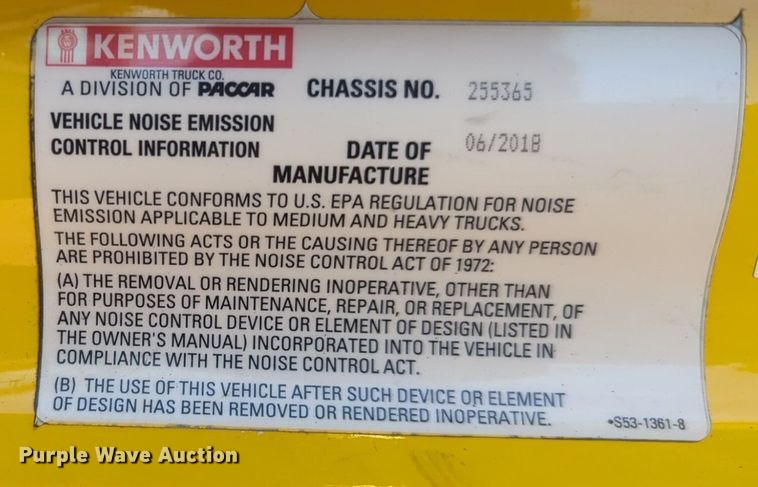 KENWORTH
KENWORTH TRUCK CO.
A DIVISION OF PACCAR
CHASSIS NO. 255365
VEHICLE NOISE EMISSION
CONTROL INFORMATION
DATE OF
MANUFACTURE
06/2018
THIS VEHICLE CONFORMS TO U.S. EPA REGULATION FOR NOISE
EMISSION APPLICABLE TO MEDIUM AND HEAVY TRUCKS.
THE FOLLOWING ACTS OR THE CAUSING THEREOF BY ANY PERSON
ARE PROHIBITED BY THE NOISE CONTROL ACT OF 1972:
(A) THE REMOVAL OR RENDERING INOPERATIVE, OTHER THAN
FOR PURPOSES OF MAINTENANCE, REPAIR, OR REPLACEMENT, OF
ANY NOISE CONTROL DEVICE OR ELEMENT OF DESIGN (LISTED IN
THE OWNER'S MANUAL) INCORPORATED INTO THE VEHICLE IN
COMPLIANCE WITH THE NOISE CONTROL ACT.
(B) THE USE OF THIS VEHICLE AFTER SUCH DEVICE OR ELEMENT
OF DESIGN HAS BEEN REMOVED OR RENDERED INOPERATIVE.
•S53-1361-8
Purple Wave Auction